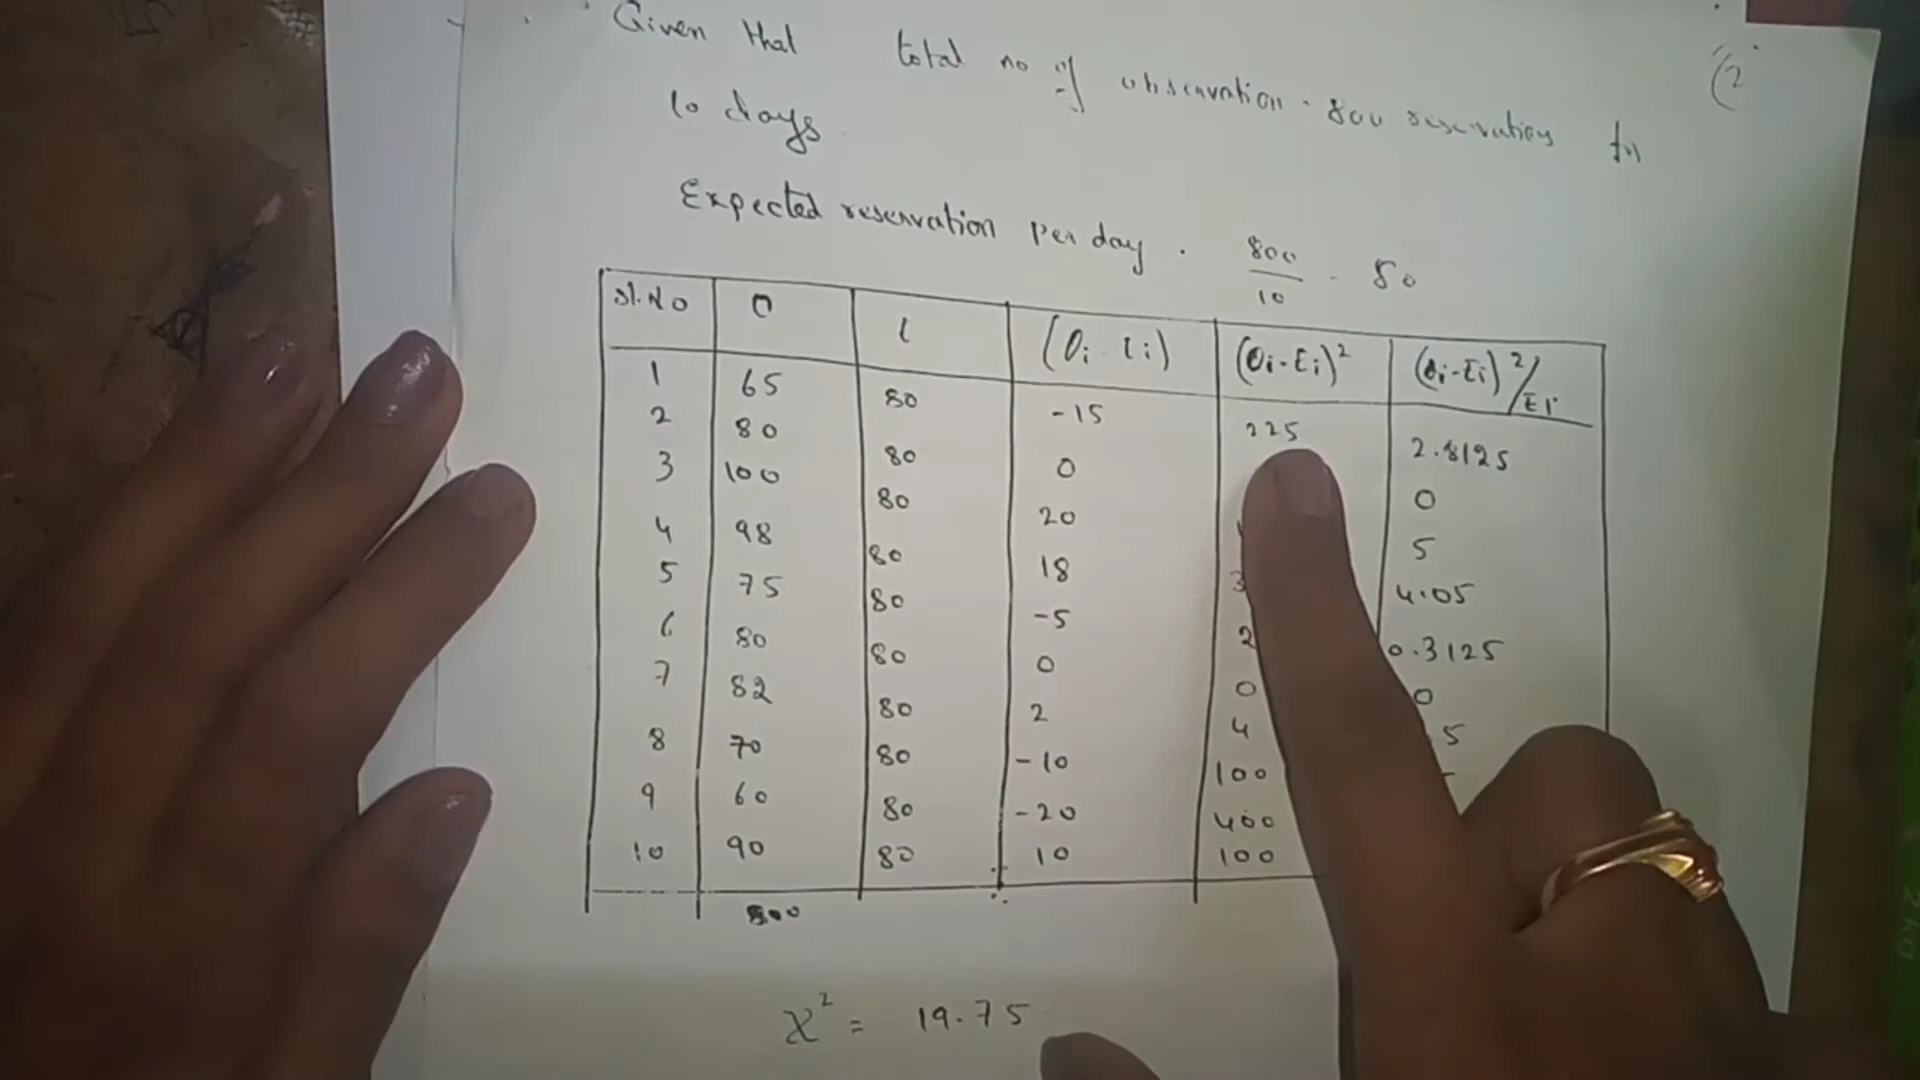 (2
Given that total no of observation - 800 reservations for
10 days
Expected reservation per day . 800/10 - 80
Sl.No O E (Oi - Ei) (Oi-Ei)² (Oi-Ei)²/Ei
1 65 80 -15 225 2.8125
2 80 80 0 0
3 100 80 20 5
4 98 80 18 3 4.05
5 75 80 -5 2 0.3125
6 80 80 0 0 0
7 82 80 2 4 5
8 70 80 -10 100
9 60 80 -20 400
10 90 80 10 100
800
χ² = 19.75